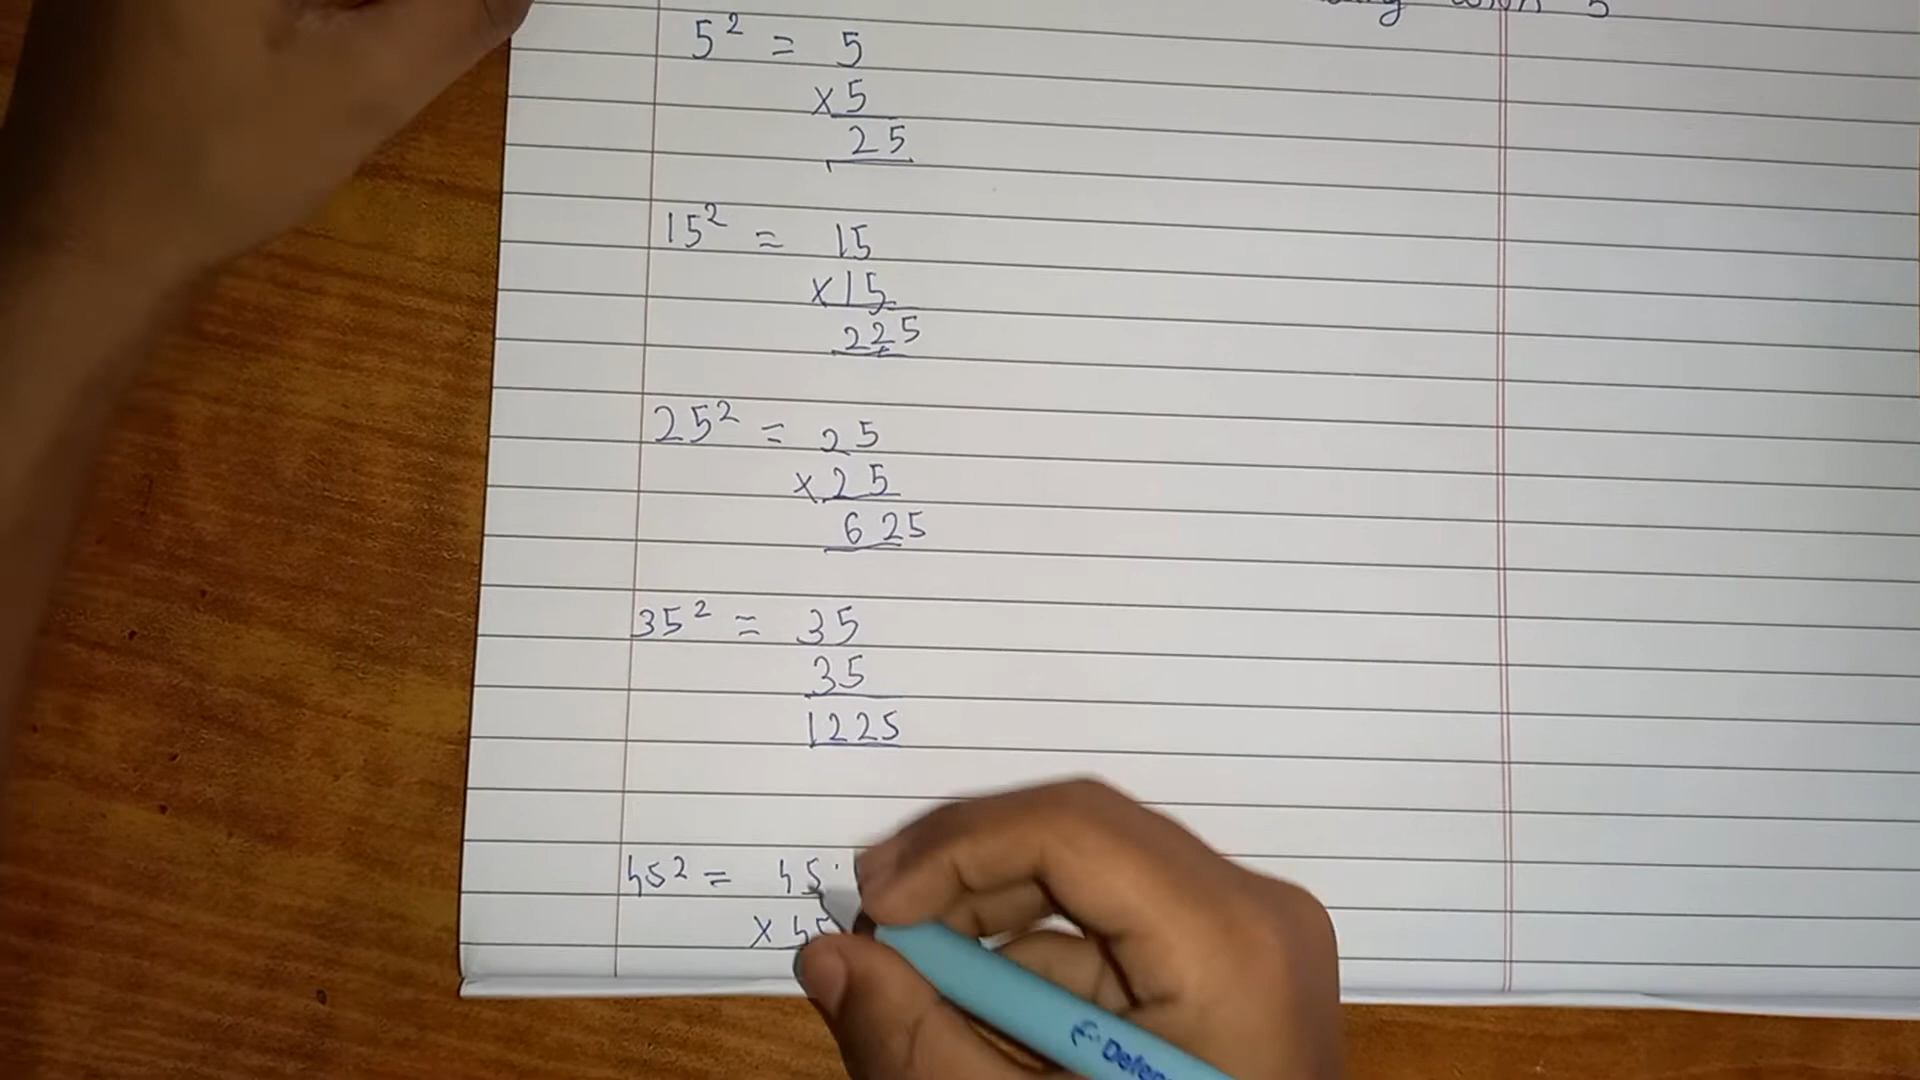 5
5² = 5
×5
25
15² = 15
×15
225
25² = 25
×25
625
35² = 35
35
1225
45² = 45
× 45